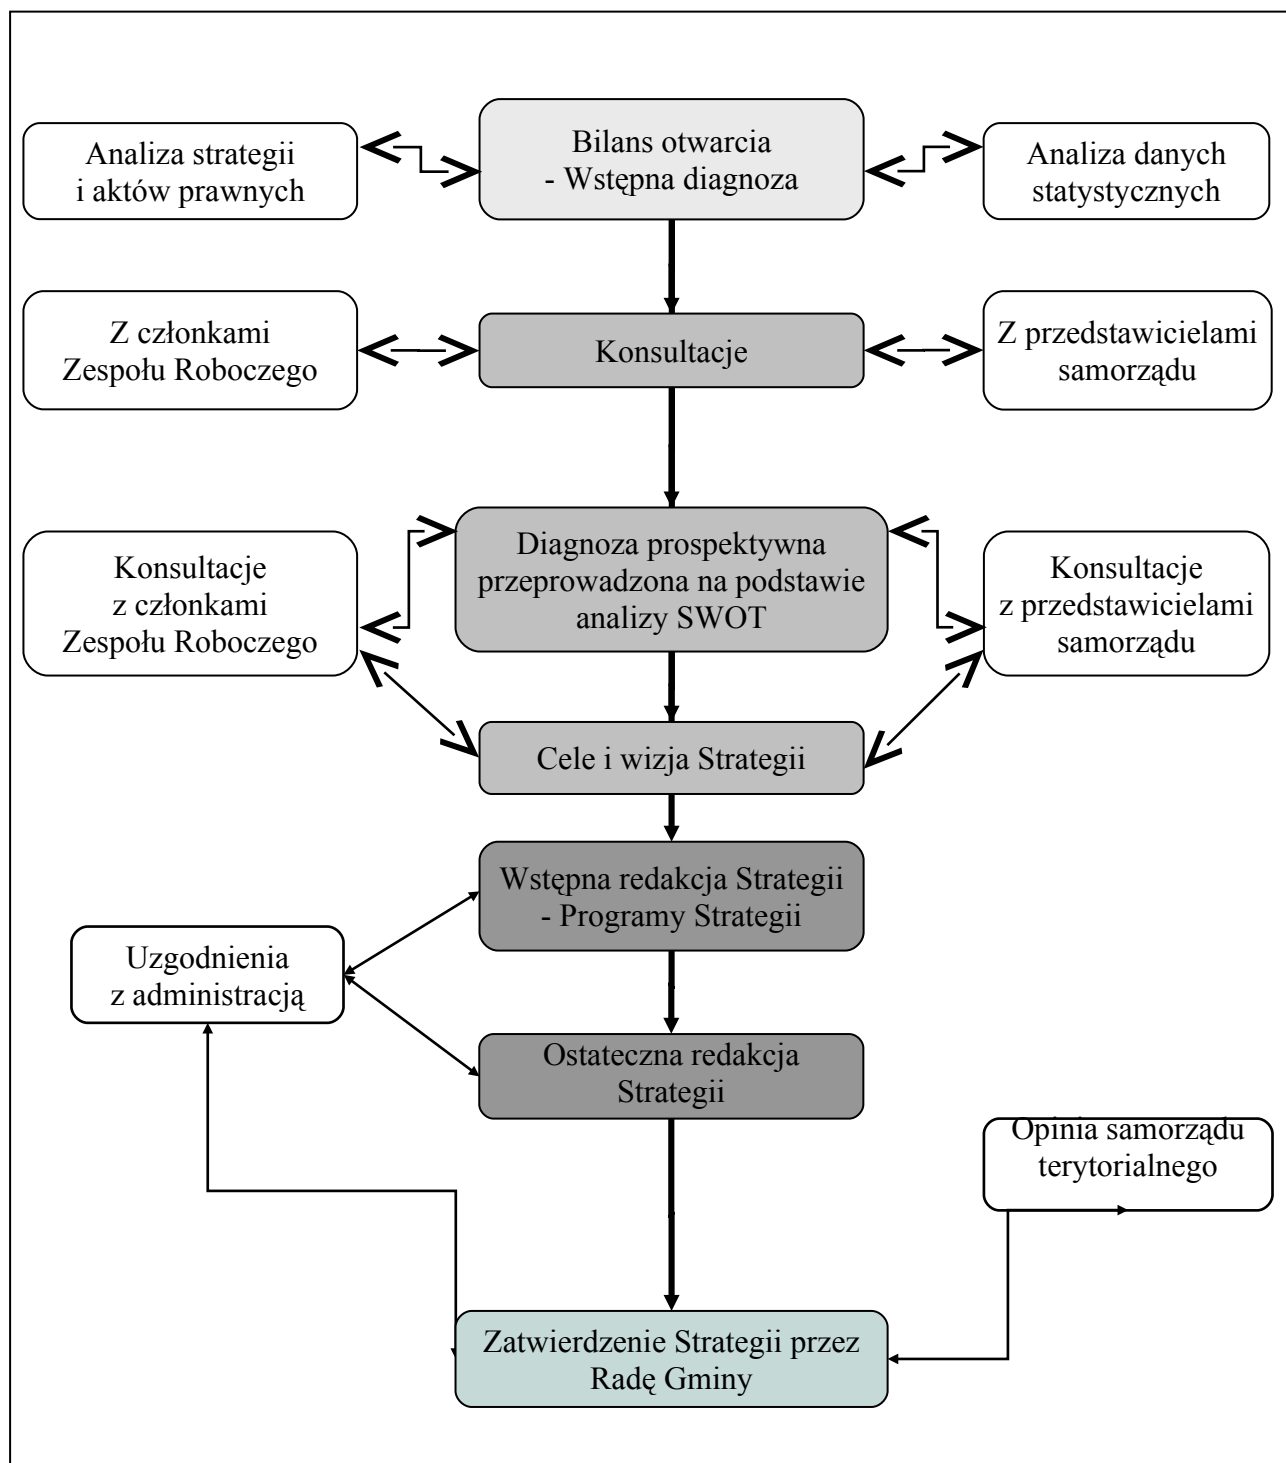 Analiza strategii
i aktów prawnych
Bilans otwarcia
- Wstępna diagnoza
Analiza danych
statystycznych
Z członkami
Zespołu Roboczego
Konsultacje
Z przedstawicielami
samorządu
Konsultacje
z członkami
Zespołu Roboczego
Diagnoza prospektywna
przeprowadzona na podstawie
analizy SWOT
Konsultacje
z przedstawicielami
samorządu
Cele i wizja Strategii
Wstępna redakcja Strategii
- Programy Strategii
Uzgodnienia
z administracją
Ostateczna redakcja
Strategii
Opinia samorządu
terytorialnego
Zatwierdzenie Strategii przez
Radę Gminy